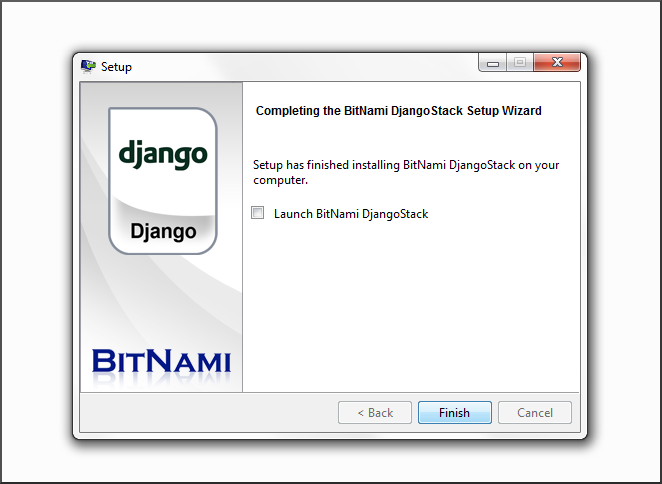 Setup
Completing the BitNami DjangoStack Setup Wizard
django
Django
BITNAMI
Setup has finished installing BitNami DjangoStack on your
computer.
Launch BitNami DjangoStack
< Back
Finish
Cancel